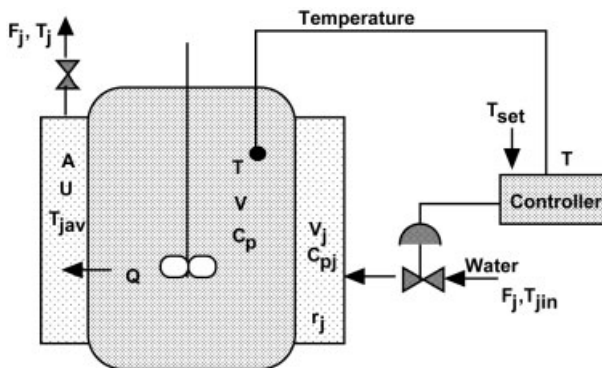 Temperature
Fj, Tj
Tset
T
Controller
A
U
Tjav
T
V
Cp
Q
Vj
Cpj
rj
Water
Fj,Tjin